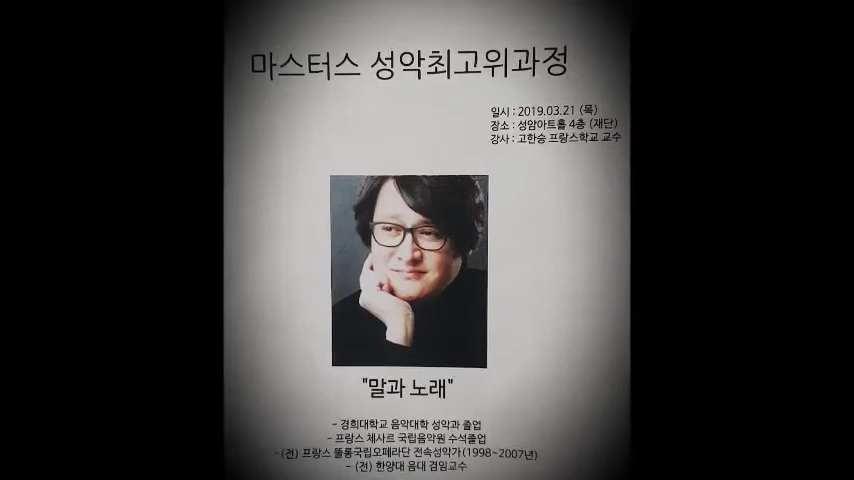 마스터스 성악최고위과정
일시 : 2019.03.21 (목)
장소 : 성암아트홀 4층 (재단)
강사 : 고한승 프랑스학교 교수
"말과 노래"
- 경희대학교 음악대학 성악과 졸업
- 프랑스 체사르 국립음악원 수석졸업
- (전) 프랑스 뚤롱국립오페라단 전속성악가(1998~2007년)
- (전) 한양대 음대 겸임교수